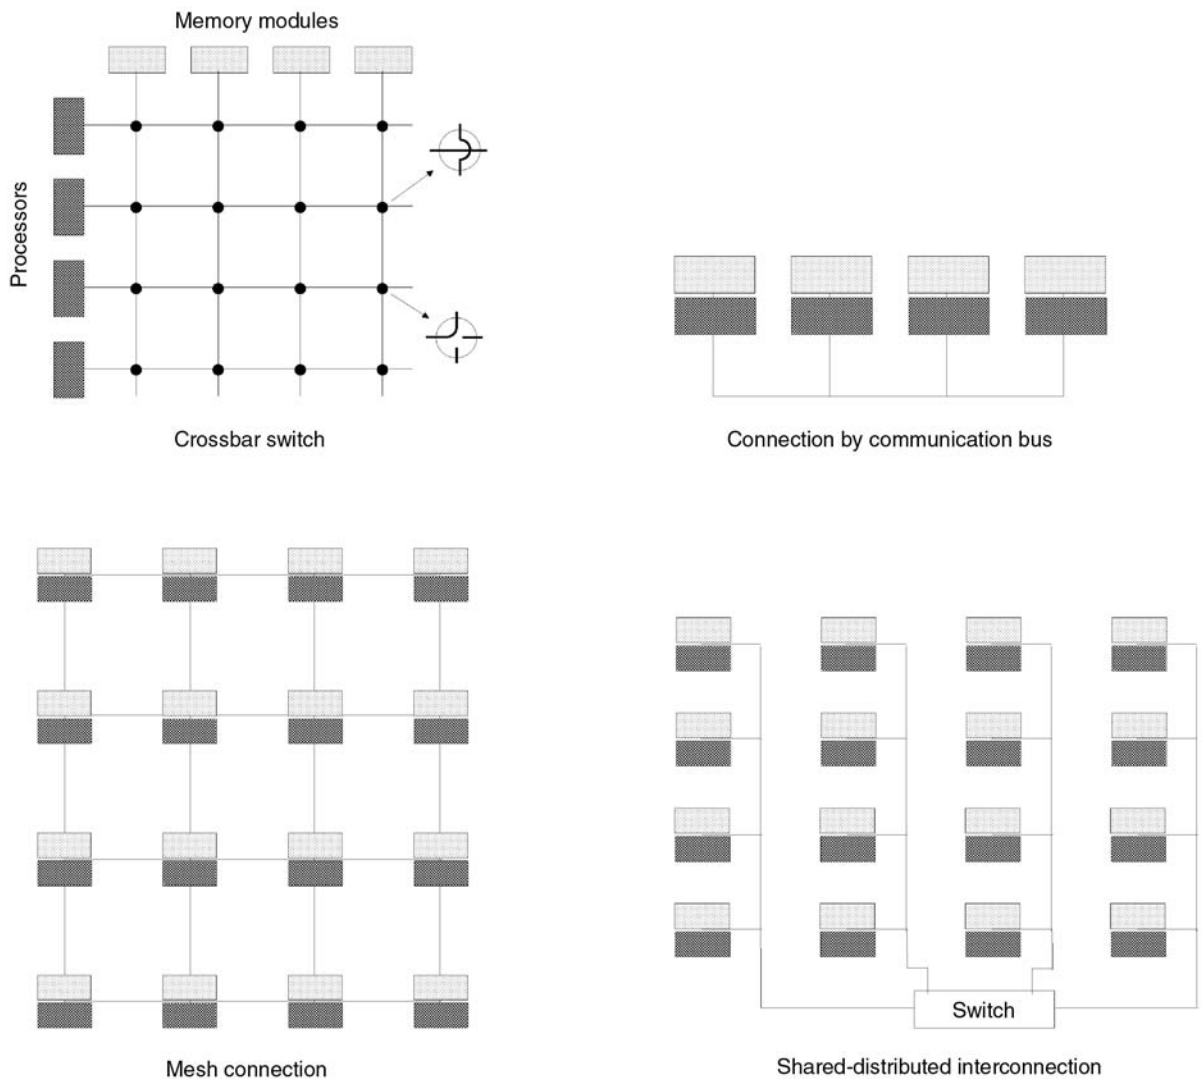 Memory modules
Processors
Crossbar switch
Connection by communication bus
Mesh connection
Switch
Shared-distributed interconnection